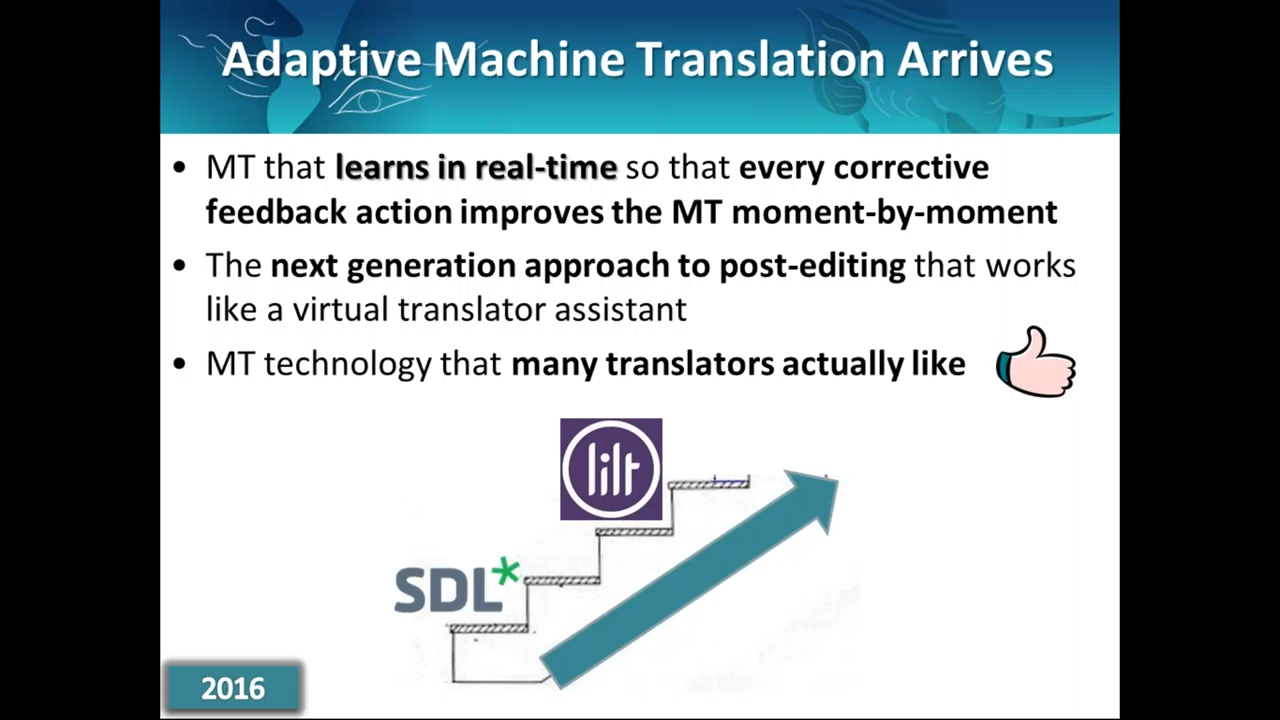 Adaptive Machine Translation Arrives
• MT that learns in real-time so that every corrective
feedback action improves the MT moment-by-moment
• The next generation approach to post-editing that works
like a virtual translator assistant
• MT technology that many translators actually like
lilt
SDL*
2016